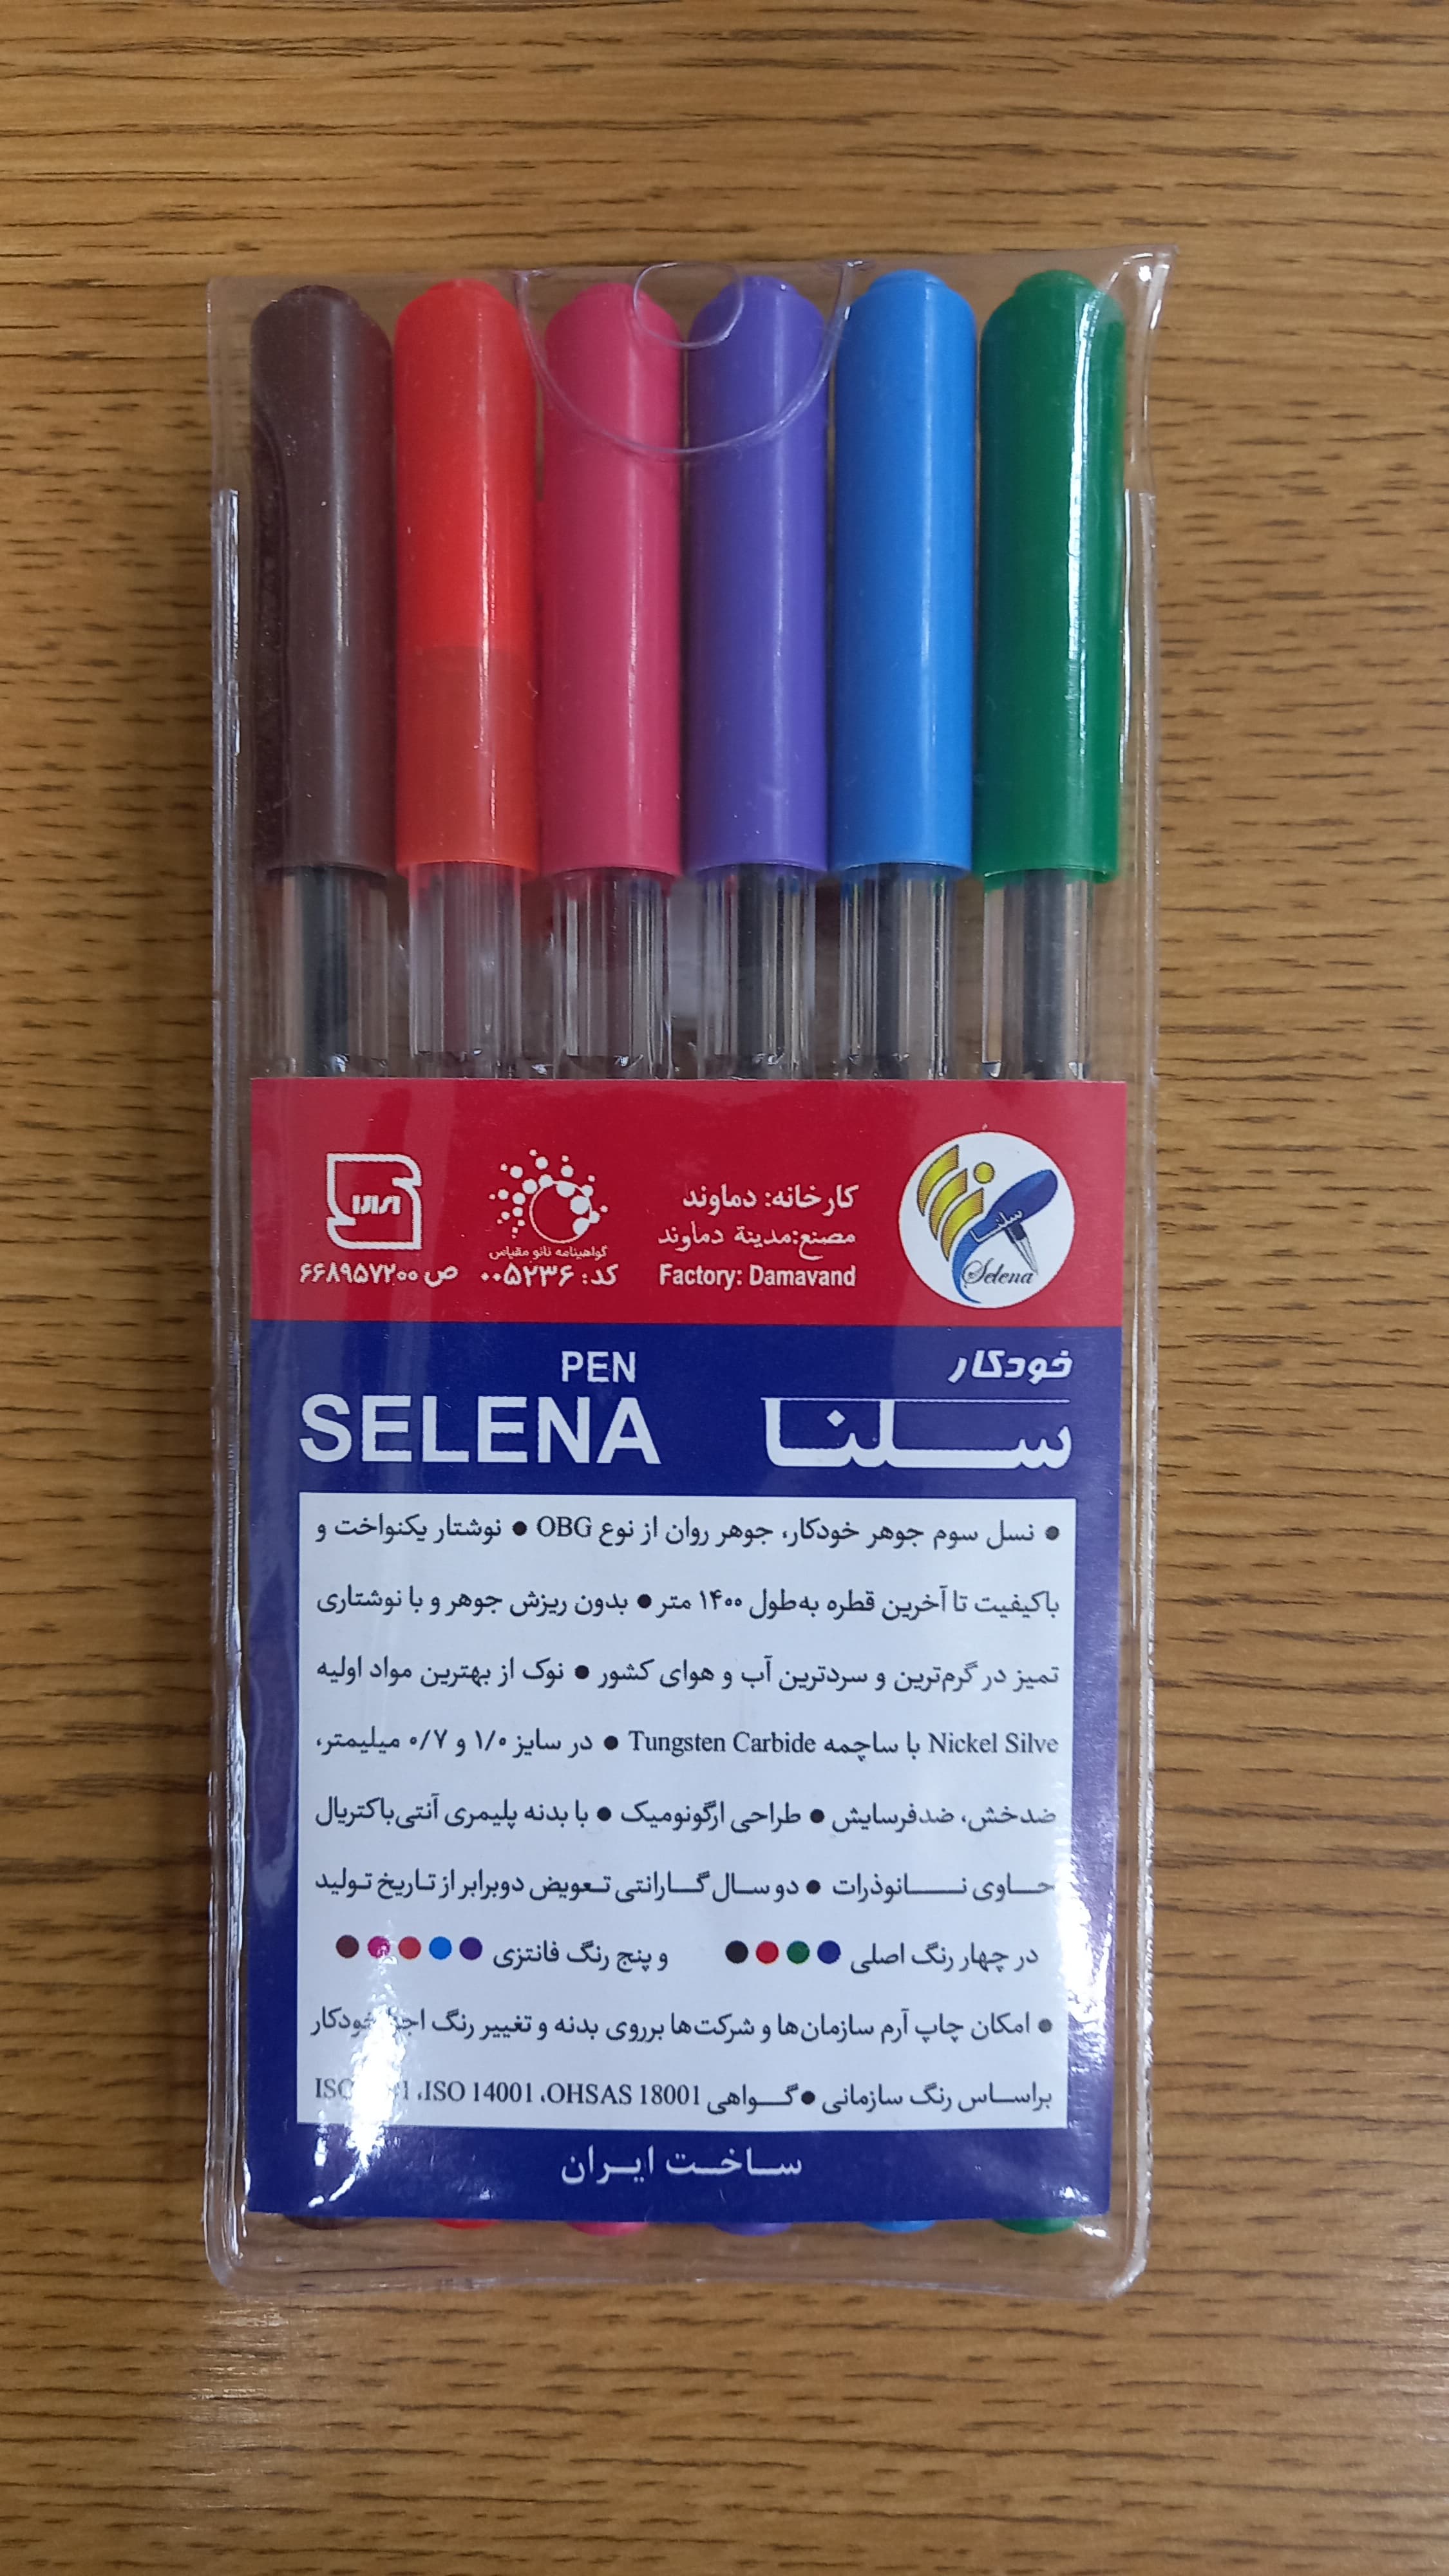 سلنا
Selena
کارخانه: دماوند
مصنع:مدینة دماوند
Factory: Damavand
گواهینامه نانو مقیاس
کد: ۰۰۵۲۳۶
ص ۶۶۸۹۵۷۲۰۰
خودکار
سلنا
PEN
SELENA
● نسل سوم جوهر خودکار، جوهر روان از نوع OBG ● نوشتار یکنواخت و
باکیفیت تا آخرین قطره به‌طول ۱۴۰۰ متر ● بدون ریزش جوهر و با نوشتاری
تمیز در گرم‌ترین و سردترین آب و هوای کشور ● نوک از بهترین مواد اولیه
Nickel Silve با ساچمه Tungsten Carbide ● در سایز ۱/۰ و ۰/۷ میلیمتر،
ضدخش، ضدفرسایش ● طراحی ارگونومیک ● با بدنه پلیمری آنتی‌باکتریال
حاوی نانوذرات ● دو سال گارانتی تعویض دوبرابر از تاریخ تولید
در چهار رنگ اصلی و پنج رنگ فانتزی
● امکان چاپ آرم سازمان‌ها و شرکت‌ها برروی بدنه و تغییر رنگ خودکار
براساس رنگ سازمانی ● گواهی ISO 14001 ،OHSAS 18001، ISO
ساخت ایران